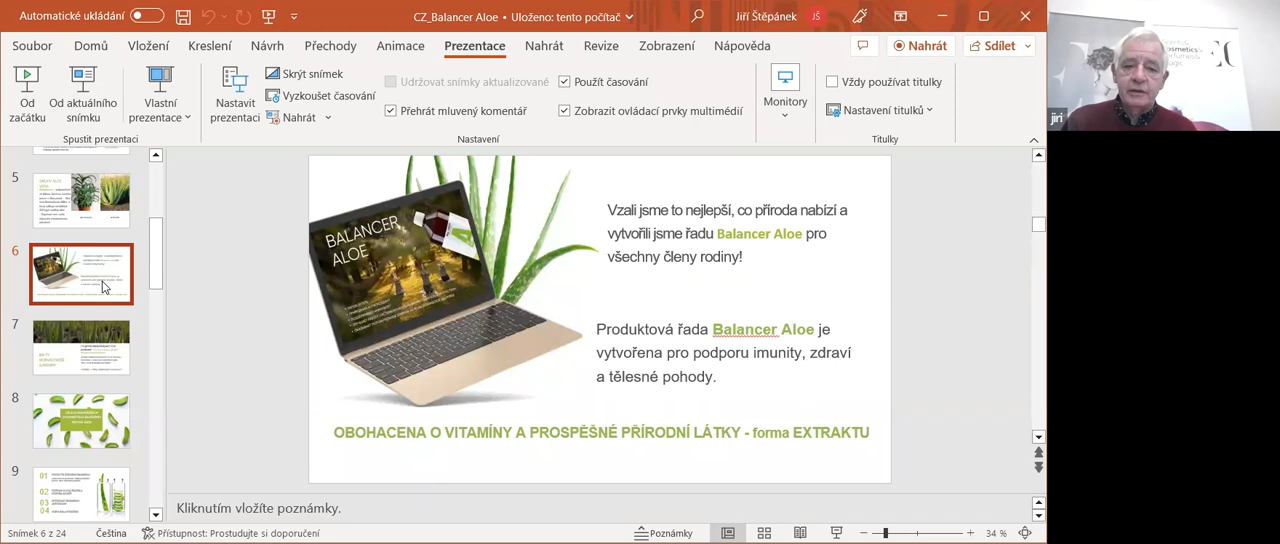 Automatické ukládání
CZ_Balancer Aloe • Uloženo: tento počítač
Jiří Štěpánek
JŠ
Soubor
Domů
Vložení
Kreslení
Návrh
Přechody
Animace
Prezentace
Nahrát
Revize
Zobrazení
Nápověda
Nahrát
Sdílet
Od
začátku
Od aktuálního
snímku
Vlastní
prezentace
Spustit prezentaci
Nastavit
prezentaci
Skrýt snímek
Vyzkoušet časování
Nahrát
Udržovat snímky aktualizované
Přehrát mluvený komentář
Použít časování
Zobrazit ovládací prvky multimédií
Nastavení
Monitory
Vždy používat titulky
Nastavení titulků
Titulky
5
6
7
8
9
01
02
03
04
BALANCER
ALOE
Vzali jsme to nejlepší, co příroda nabízí a
vytvořili jsme řadu Balancer Aloe pro
všechny členy rodiny!
Produktová řada Balancer Aloe je
vytvořena pro podporu imunity, zdraví
a tělesné pohody.
OBOHACENA O VITAMÍNY A PROSPĚŠNÉ PŘÍRODNÍ LÁTKY - forma EXTRAKTU
Kliknutím vložíte poznámky.
Snímek 6 z 24
Čeština
Přístupnost: Prostudujte si doporučení
Poznámky
34 %
jiri